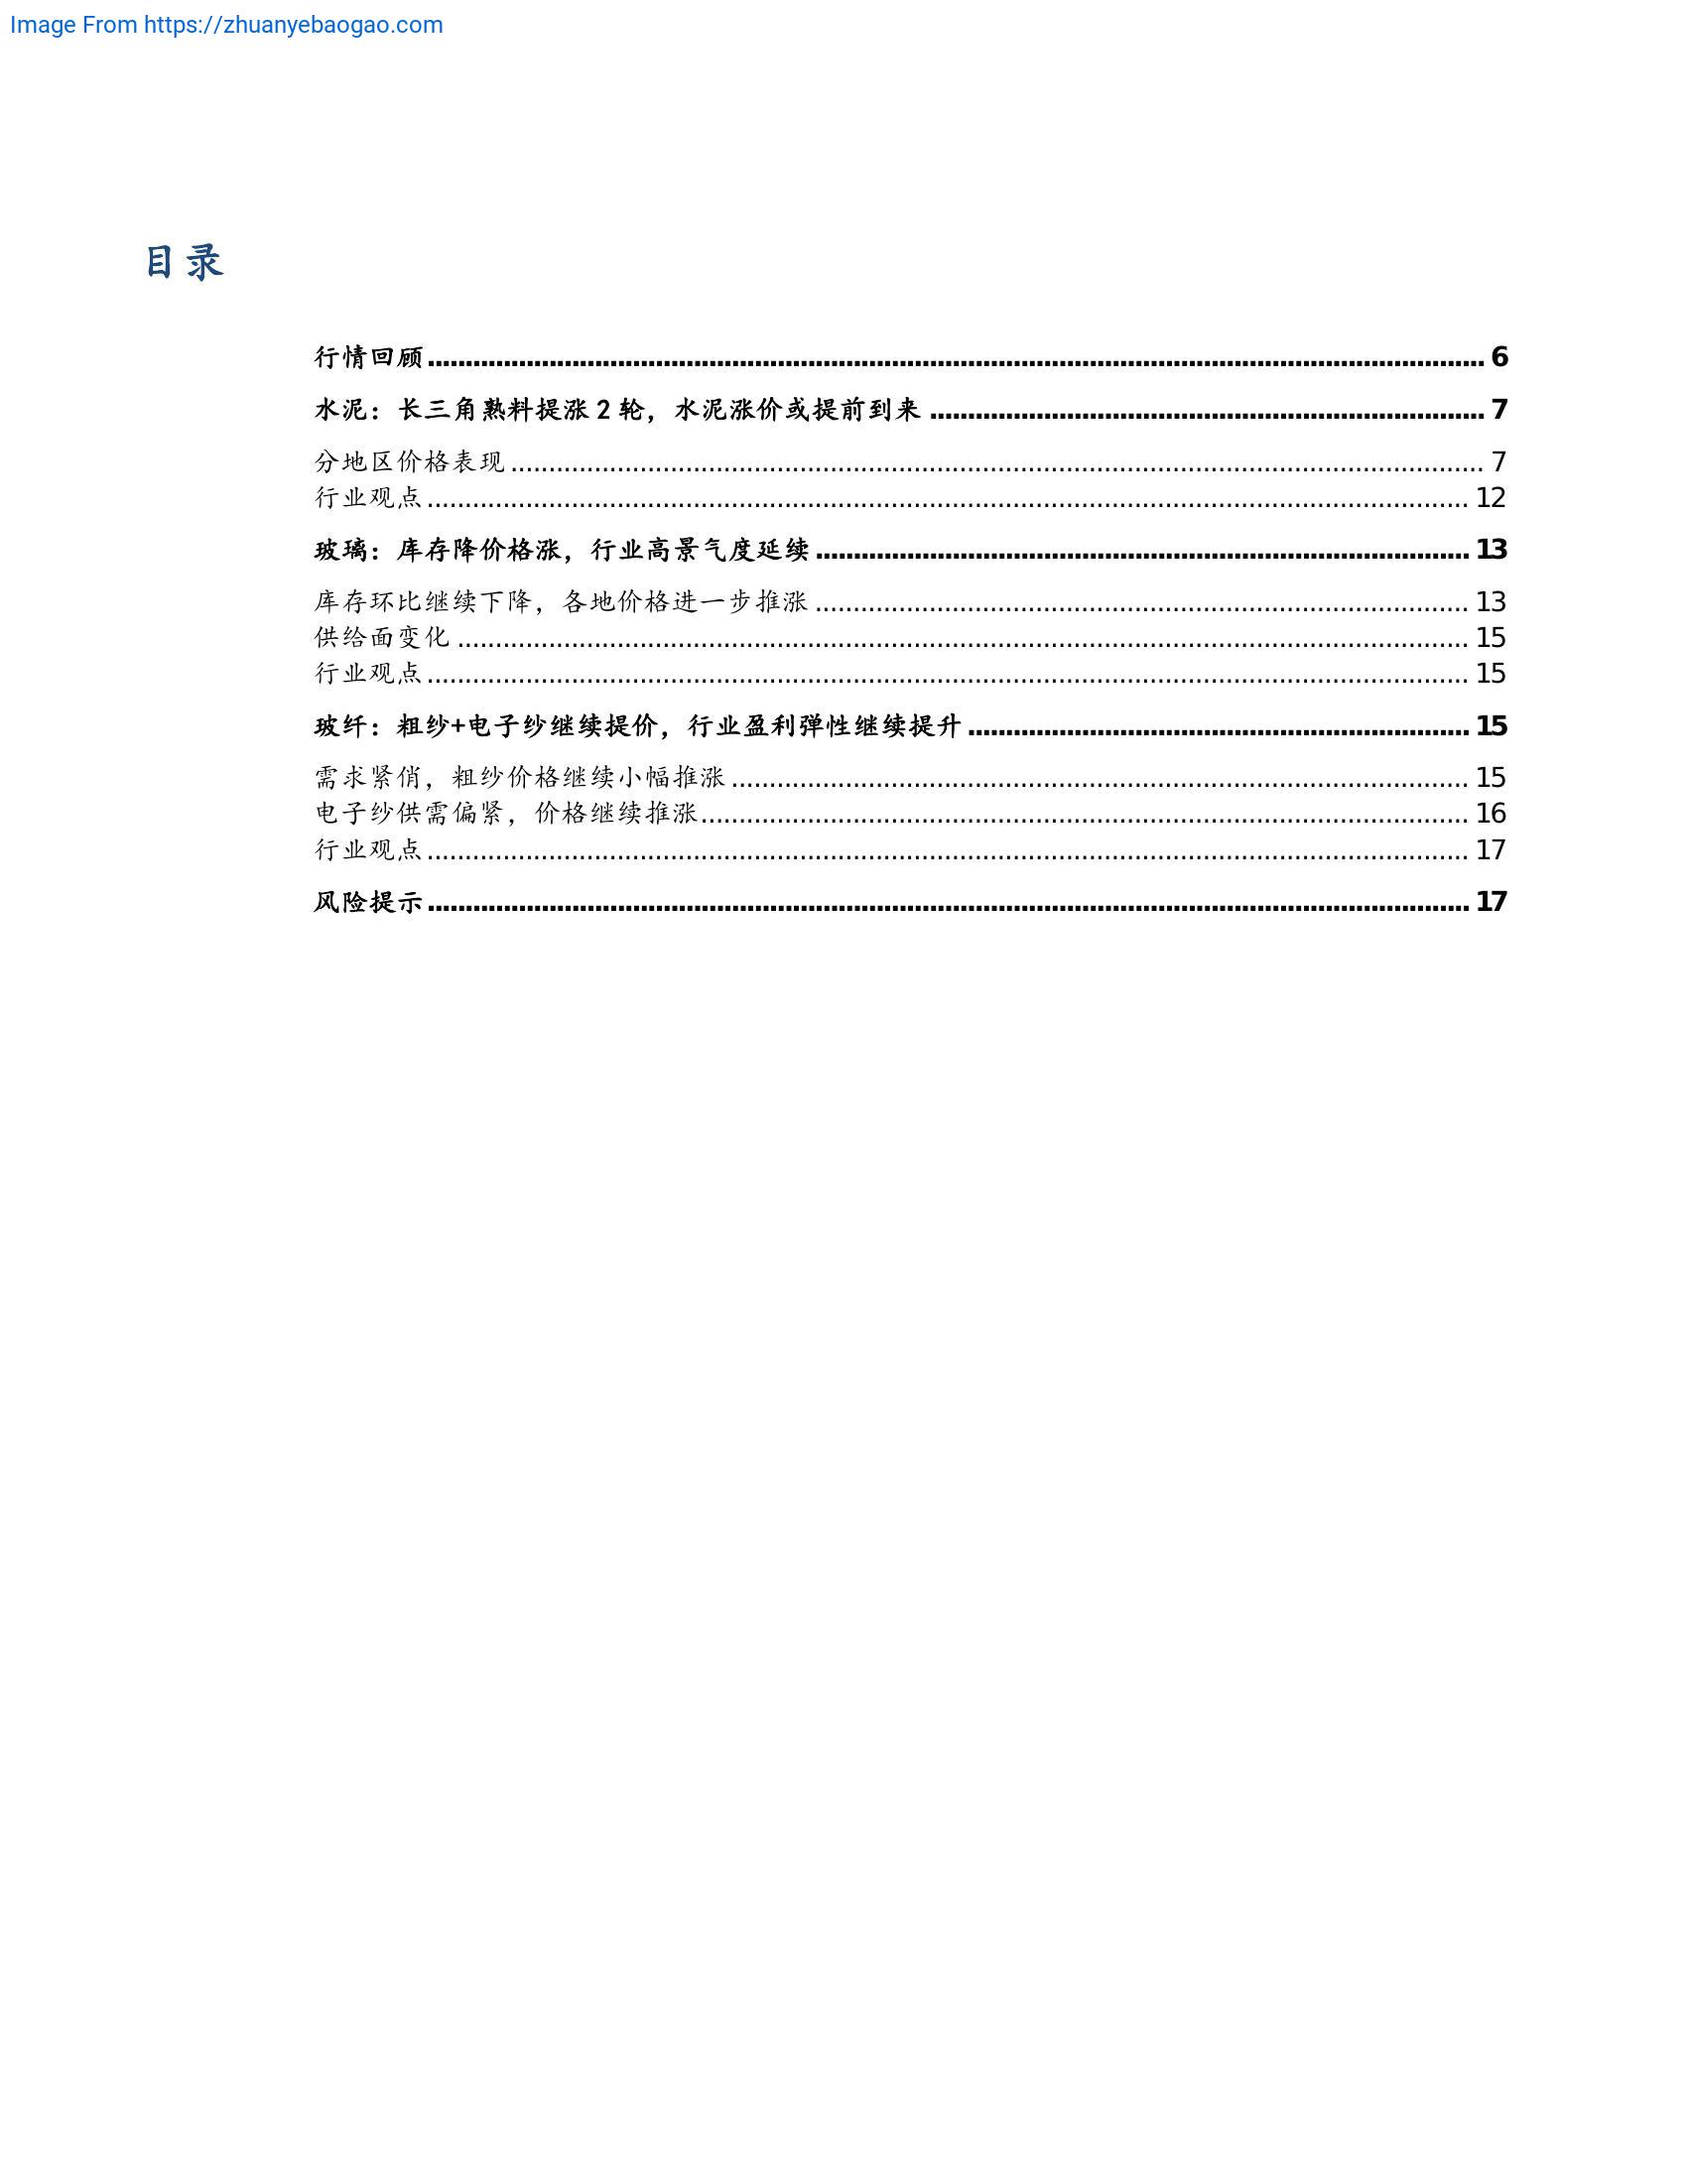 Image From https://zhuanyebaogao.com
目录
行情回顾........................................ 6
水泥：长三角熟料提涨 2 轮，水泥涨价或提前到来........................................ 7
分地区价格表现........................................ 7
行业观点........................................ 12
玻璃：库存降价格涨，行业高景气度延续........................................ 13
库存环比继续下降，各地价格进一步推涨........................................ 13
供给面变化........................................ 15
行业观点........................................ 15
玻纤：粗纱+电子纱继续提价，行业盈利弹性继续提升........................................ 15
需求紧俏，粗纱价格继续小幅推涨........................................ 15
电子纱供需偏紧，价格继续推涨........................................ 16
行业观点........................................ 17
风险提示........................................ 17